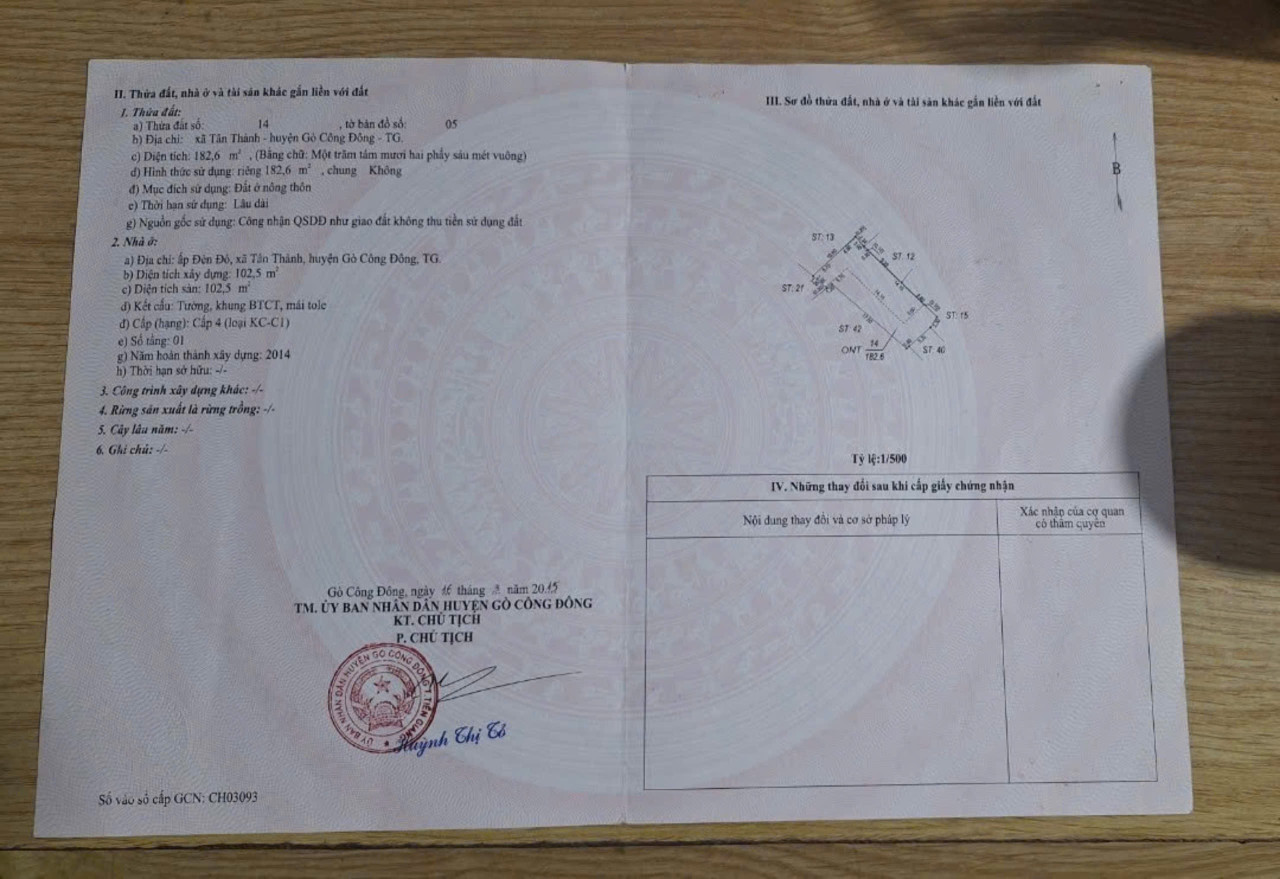 II. Thửa đất, nhà ở và tài sản khác gắn liền với đất
1. Thửa đất:
a) Thửa đất số: 14 , tờ bản đồ số: 05
b) Địa chỉ: xã Tân Thành - huyện Gò Công Đông - TG.
c) Diện tích: 182,6 m² , (Bằng chữ: Một trăm tám mươi hai phẩy sáu mét vuông)
d) Hình thức sử dụng: riêng 182,6 m² , chung Không
đ) Mục đích sử dụng: Đất ở nông thôn
e) Thời hạn sử dụng: Lâu dài
g) Nguồn gốc sử dụng: Công nhận QSDĐ như giao đất không thu tiền sử dụng đất
2. Nhà ở:
a) Địa chỉ: ấp Đèn Đỏ, xã Tân Thành, huyện Gò Công Đông, TG.
b) Diện tích xây dựng: 102,5 m²
c) Diện tích sàn: 102,5 m²
d) Kết cấu: Tường, khung BTCT, mái tole
đ) Cấp (hạng): Cấp 4 (loại KC-C1)
e) Số tầng: 01
g) Năm hoàn thành xây dựng: 2014
h) Thời hạn sở hữu: -/-
3. Công trình xây dựng khác: -/-
4. Rừng sản xuất là rừng trồng: -/-
5. Cây lâu năm: -/-
6. Ghi chú: -/-
Gò Công Đông, ngày 16 tháng năm 2015
TM. ỦY BAN NHÂN DÂN HUYỆN GÒ CÔNG ĐÔNG
KT. CHỦ TỊCH
P. CHỦ TỊCH
ỦY BAN NHÂN DÂN HUYỆN GÒ CÔNG ĐÔNG T. TIỀN GIANG
Huỳnh Thị Tỏ
Số vào sổ cấp GCN: CH03093
III. Sơ đồ thửa đất, nhà ở và tài sản khác gắn liền với đất
B
ST: 13
ST: 12
ST: 21
ST: 15
ST: 42
ST: 40
ONT 14
182.6
Tỷ lệ:1/500
IV. Những thay đổi sau khi cấp giấy chứng nhận
Nội dung thay đổi và cơ sở pháp lý
Xác nhận của cơ quan
có thẩm quyền